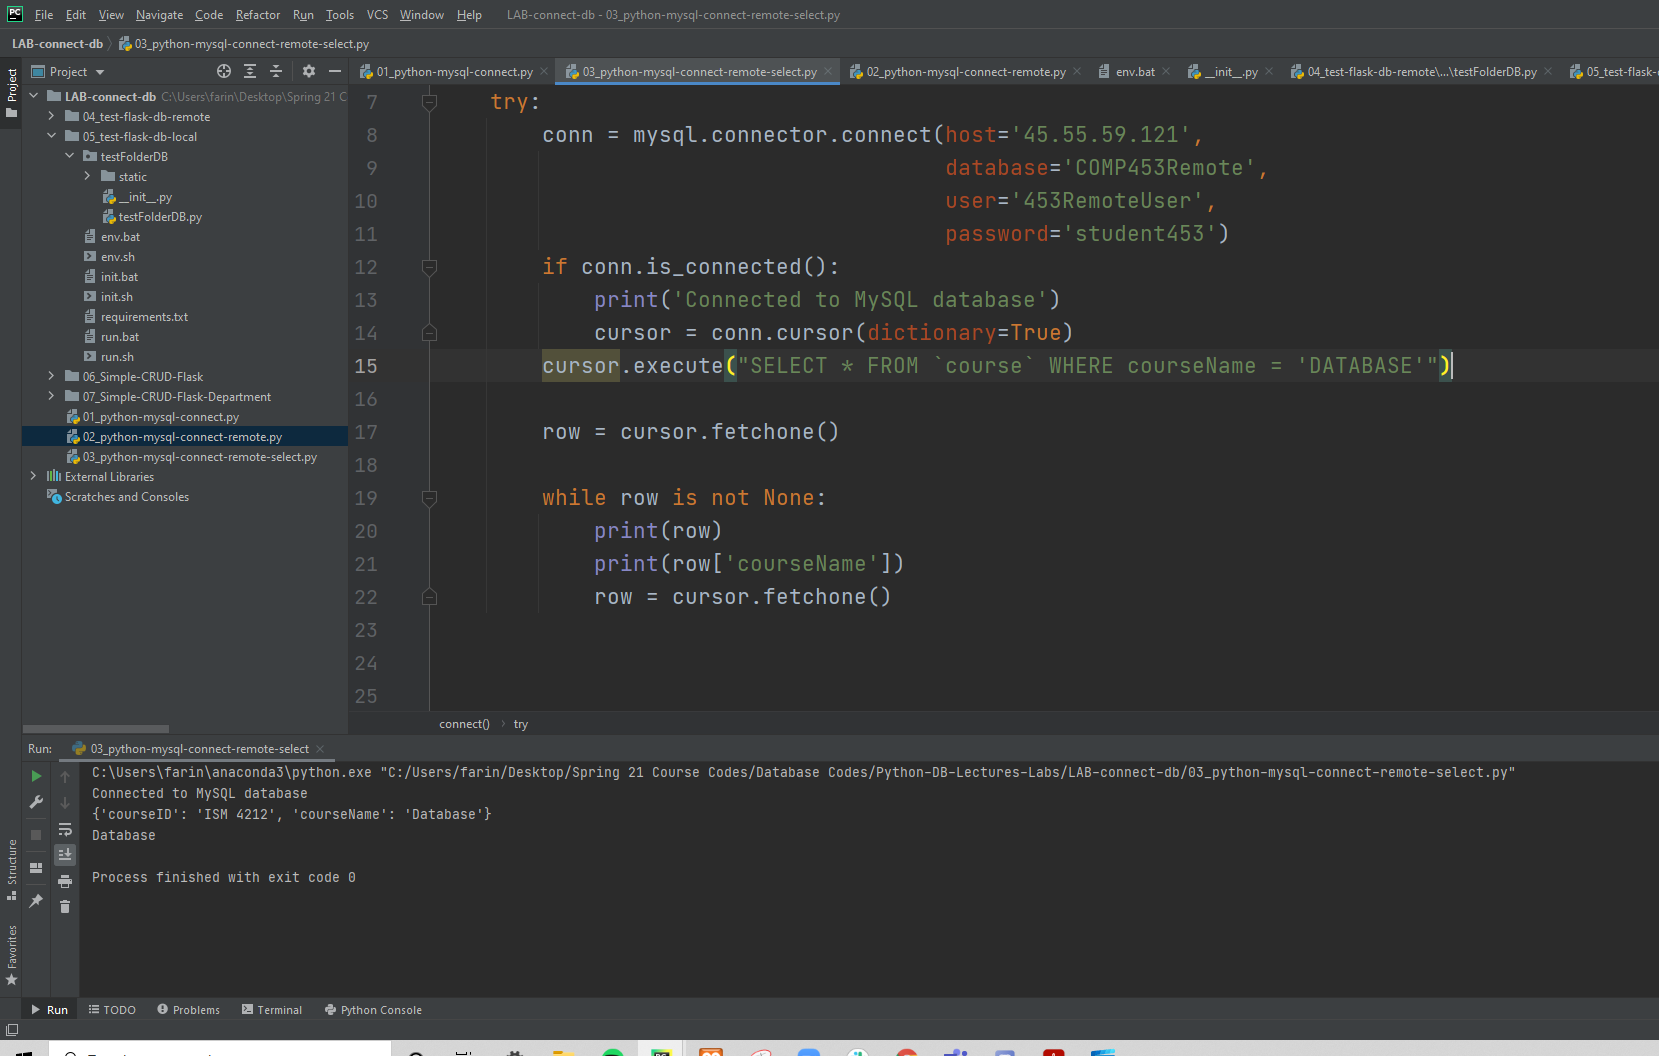 PC File Edit View Navigate Code Refactor Run Tools VCS Window Help LAB-connect-db - 03_python-mysql-connect-remote-select.py
LAB-connect-db 03_python-mysql-connect-remote-select.py
Project
Project
01_python-mysql-connect.py 03_python-mysql-connect-remote-select.py 02_python-mysql-connect-remote.py env.bat __init__.py 04_test-flask-db-remote\...\testFolderDB.py 05_test-flask-
LAB-connect-db C:\Users\farin\Desktop\Spring 21 C
04_test-flask-db-remote
05_test-flask-db-local
testFolderDB
static
__init__.py
testFolderDB.py
env.bat
env.sh
init.bat
init.sh
requirements.txt
run.bat
run.sh
06_Simple-CRUD-Flask
07_Simple-CRUD-Flask-Department
01_python-mysql-connect.py
02_python-mysql-connect-remote.py
03_python-mysql-connect-remote-select.py
External Libraries
Scratches and Consoles
7 try:
8 conn = mysql.connector.connect(host='45.55.59.121',
9 database='COMP453Remote',
10 user='453RemoteUser',
11 password='student453')
12 if conn.is_connected():
13 print('Connected to MySQL database')
14 cursor = conn.cursor(dictionary=True)
15 cursor.execute("SELECT * FROM `course` WHERE courseName = 'DATABASE'")
16
17 row = cursor.fetchone()
18
19 while row is not None:
20 print(row)
21 print(row['courseName'])
22 row = cursor.fetchone()
23
24
25
connect() › try
Run: 03_python-mysql-connect-remote-select
C:\Users\farin\anaconda3\python.exe "C:/Users/farin/Desktop/Spring 21 Course Codes/Database Codes/Python-DB-Lectures-Labs/LAB-connect-db/03_python-mysql-connect-remote-select.py"
Connected to MySQL database
{'courseID': 'ISM 4212', 'courseName': 'Database'}
Database
Process finished with exit code 0
Structure
Favorites
Run TODO Problems Terminal Python Console